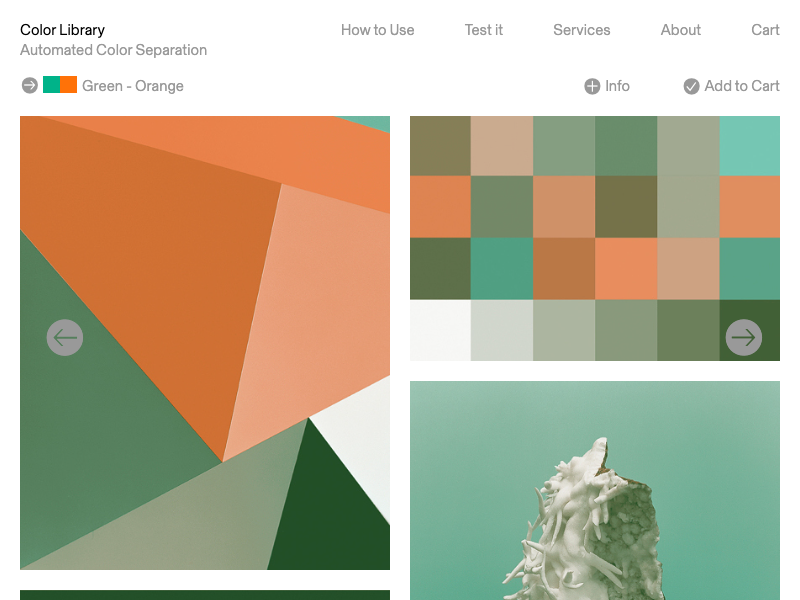 Color Library
Automated Color Separation
How to Use
Test it
Services
About
Cart
Green - Orange
Info
Add to Cart